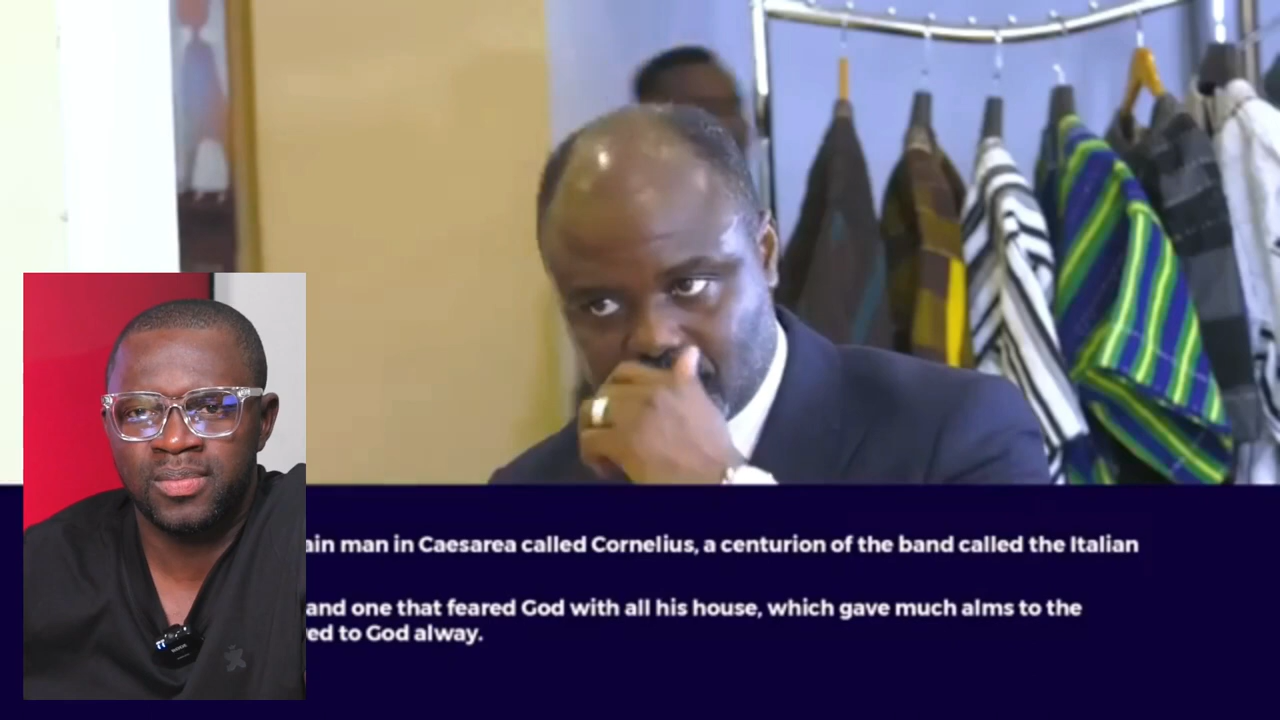 ain man in Caesarea called Cornelius, a centurion of the band called the Italian
and one that feared God with all his house, which gave much alms to the
ed to God alway.